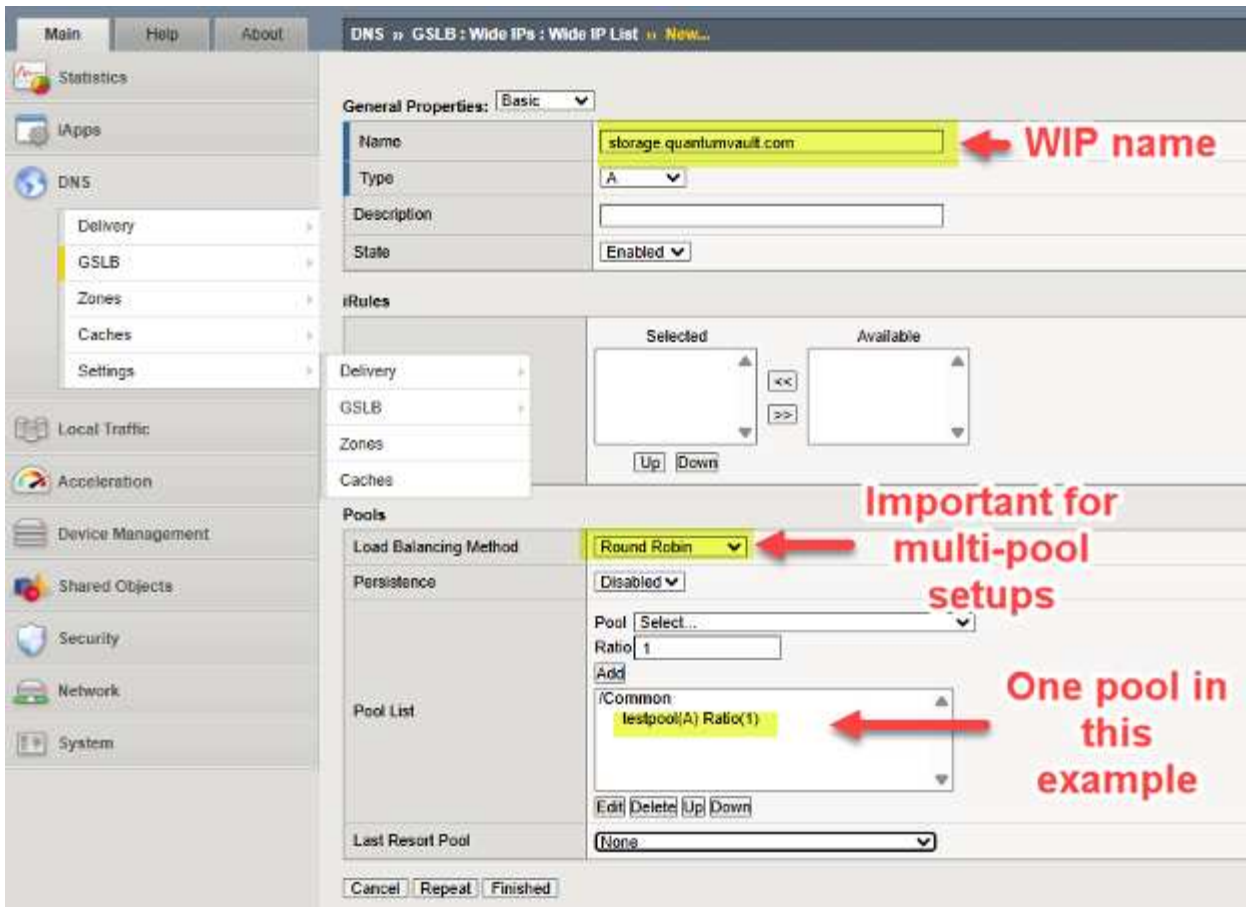 Main
Help
About
DNS » GSLB : Wide IPs : Wide IP List » New...
Statistics
iApps
DNS
Delivery
GSLB
Zones
Caches
Settings
Local Traffic
Acceleration
Device Management
Shared Objects
Security
Network
System
Delivery
GSLB
Zones
Caches
General Properties: Basic
Name
storage.quantumvault.com
WIP name
Type
A
Description
State
Enabled
iRules
Selected
Available
<<
>>
Up Down
Pools
Load Balancing Method
Round Robin
Important for
multi-pool
setups
Persistence
Disabled
Pool List
Pool Select...
Ratio 1
Add
/Common
testpool(A) Ratio(1)
One pool in
this
example
Edit Delete Up Down
Last Resort Pool
None
Cancel Repeat Finished